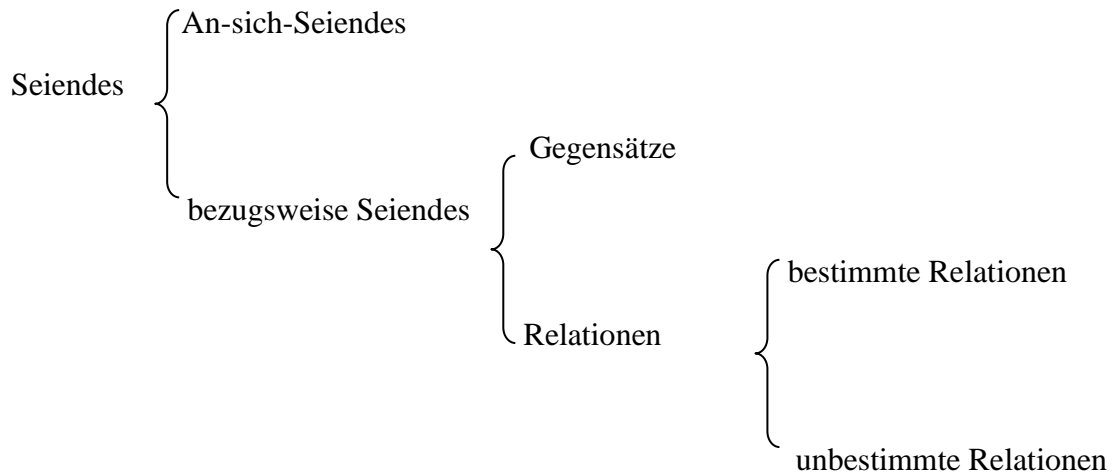 An-sich-Seiendes
Seiendes
Gegensätze
bezugsweise Seiendes
bestimmte Relationen
Relationen
unbestimmte Relationen